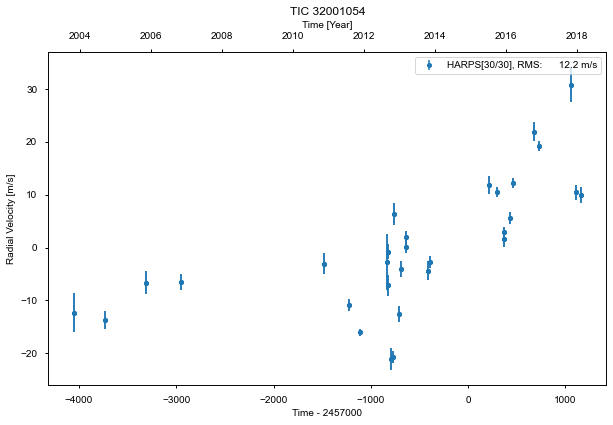 TIC 32001054
Time [Year]
2004 2006 2008 2010 2012 2014 2016 2018
HARPS[30/30], RMS: 12.2 m/s
30
20
10
0
−10
−20
Radial Velocity [m/s]
−4000 −3000 −2000 −1000 0 1000
Time - 2457000